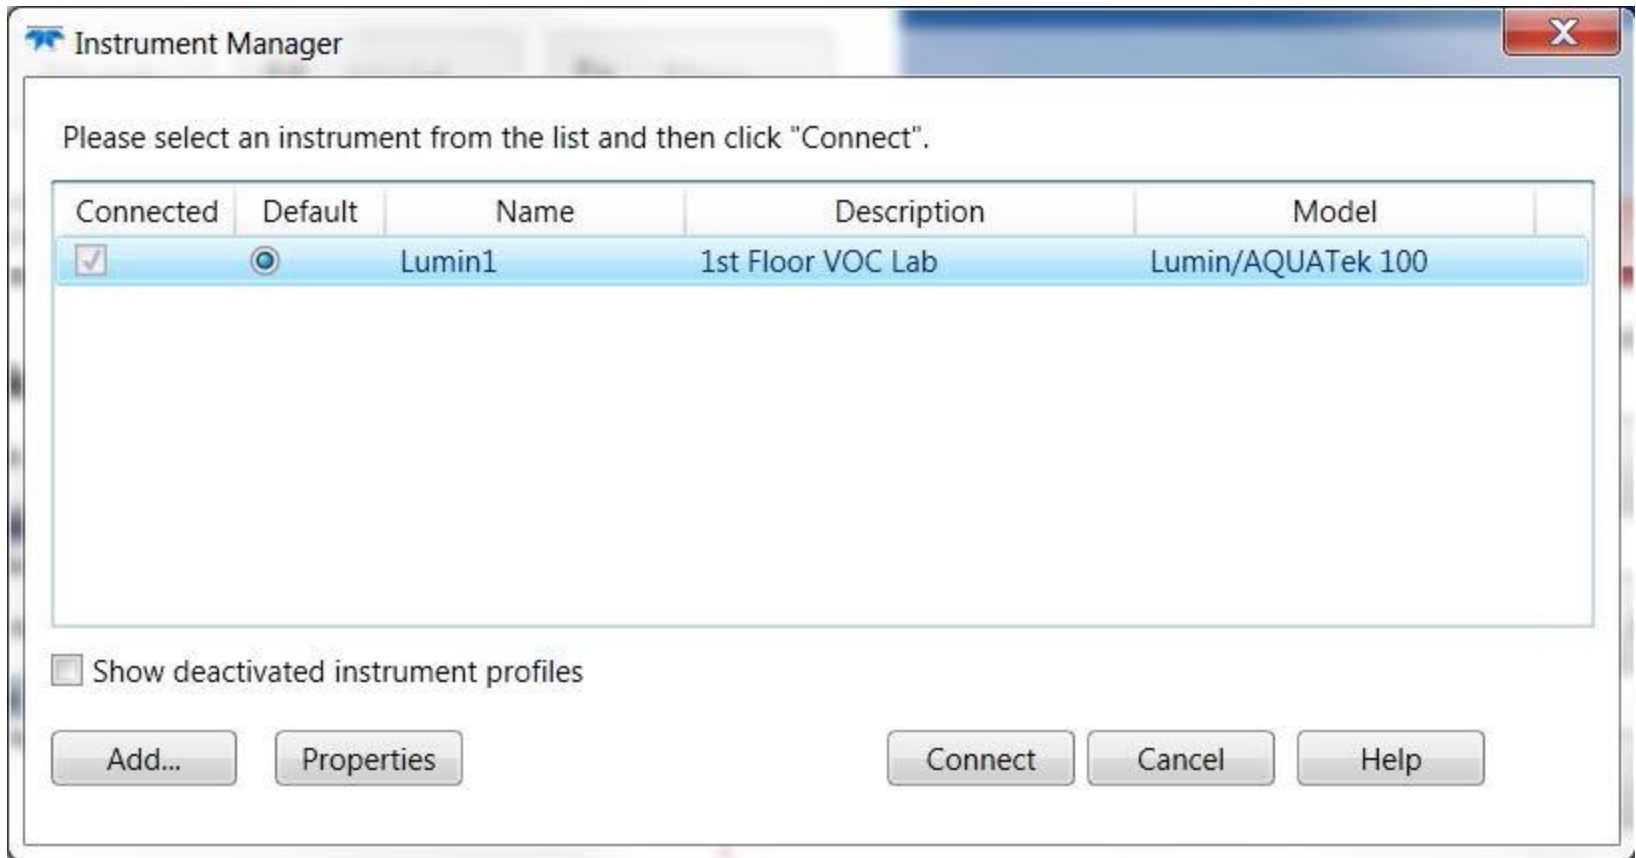 Instrument Manager
Please select an instrument from the list and then click "Connect".
Connected Default Name Description Model
Lumin1 1st Floor VOC Lab Lumin/AQUATek 100
Show deactivated instrument profiles
Add... Properties Connect Cancel Help